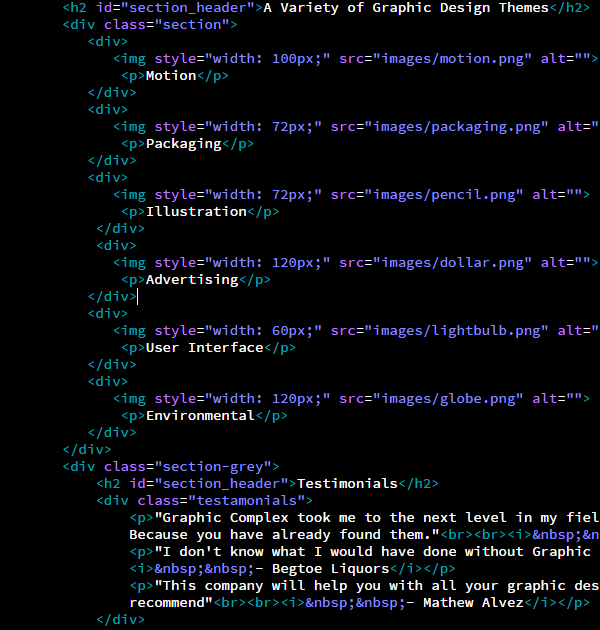 <h2 id="section_header">A Variety of Graphic Design Themes</h2>
<div class="section">
<div>
<img style="width: 100px;" src="images/motion.png" alt="">
<p>Motion</p>
</div>
<div>
<img style="width: 72px;" src="images/packaging.png" alt="
<p>Packaging</p>
</div>
<div>
<img style="width: 72px;" src="images/pencil.png" alt="">
<p>Illustration</p>
</div>
<div>
<img style="width: 120px;" src="images/dollar.png" alt="">
<p>Advertising</p>
</div>
<div>
<img style="width: 60px;" src="images/lightbulb.png" alt="
<p>User Interface</p>
</div>
<div>
<img style="width: 120px;" src="images/globe.png" alt="">
<p>Environmental</p>
</div>
</div>
<div class="section-grey">
<h2 id="section_header">Testimonials</h2>
<div class="testamonials">
<p>"Graphic Complex took me to the next level in my fiel
Because you have already found them."<br><br><i>&nbsp;&n
<p>"I don't know what I would have done without Graphic
<i>&nbsp;&nbsp;- Begtoe Liquors</i></p>
<p>"This company will help you with all your graphic des
recommend"<br><br><i>&nbsp;&nbsp;- Mathew Alvez</i></p>
</div>